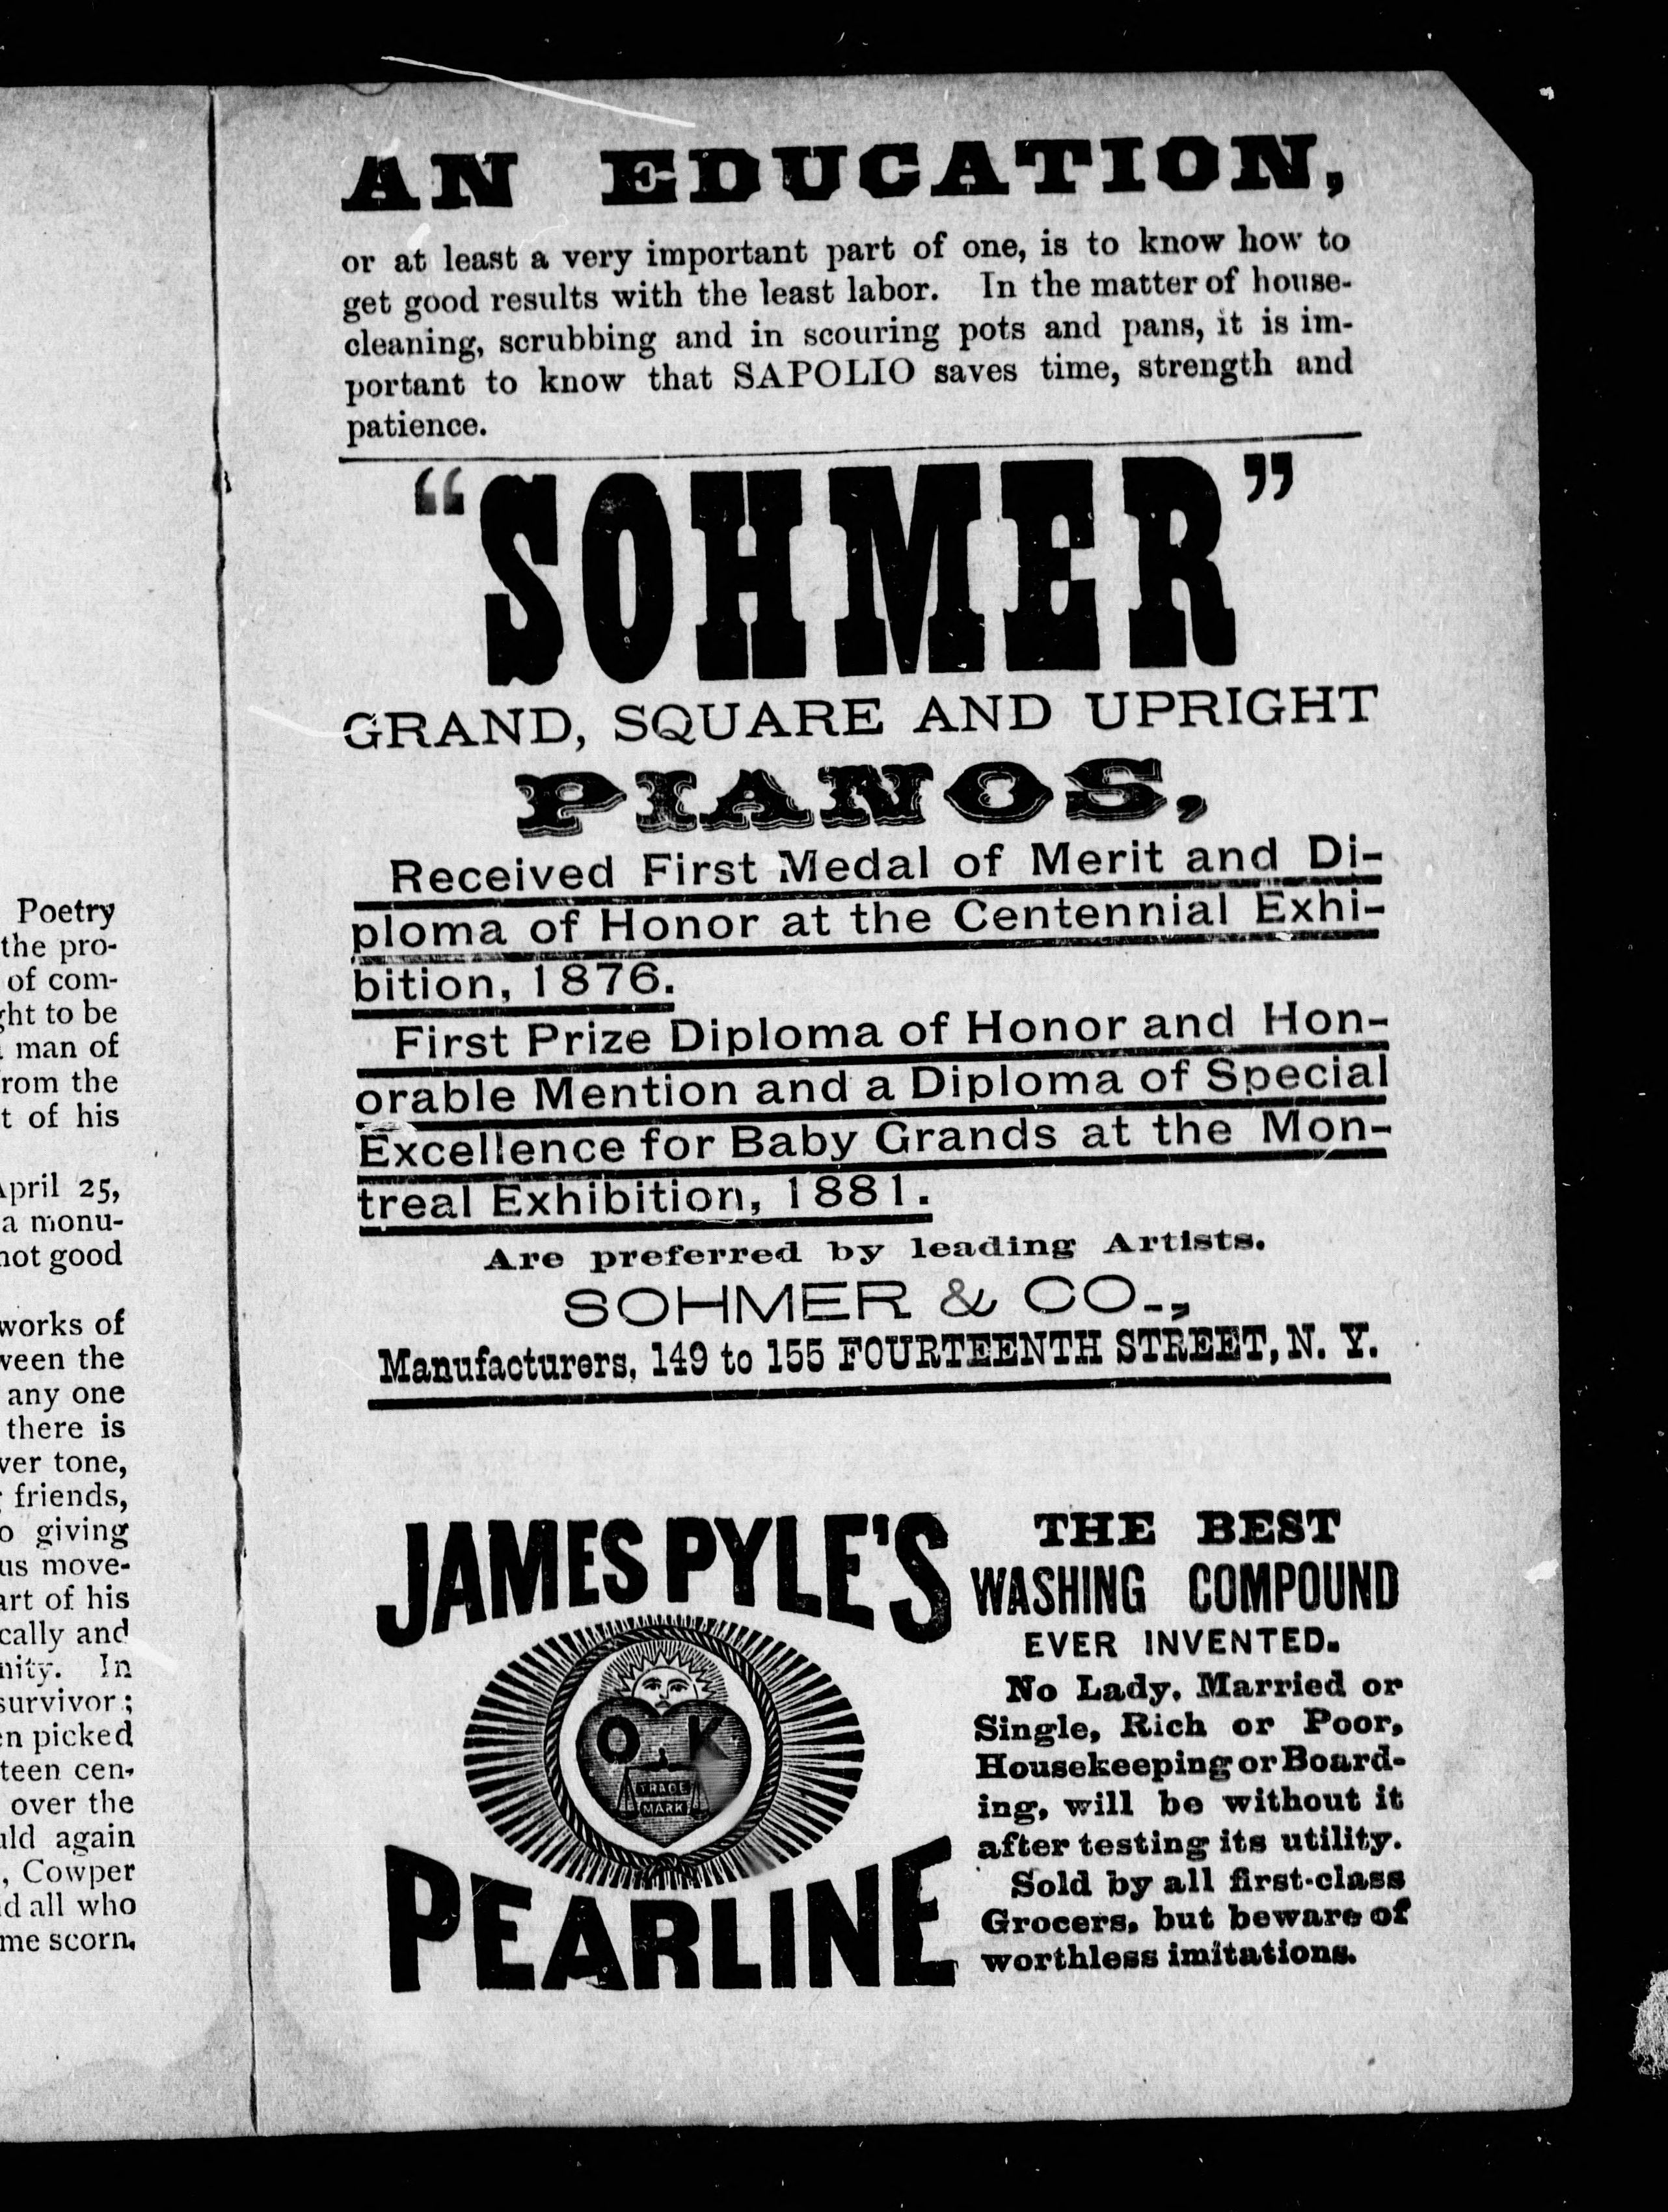 Poetry
the pro-
of com-
ght to be
man of
rom the
t of his
April 25,
a monu-
not good
works of
ween the
any one
there is
ver tone,
friends,
o giving
us move-
art of his
cally and
nity. In
survivor;
en picked
teen cen-
over the
uld again
, Cowper
d all who
me scorn.
AN EDUCATION,
or at least a very important part of one, is to know how to
get good results with the least labor. In the matter of house-
cleaning, scrubbing and in scouring pots and pans, it is im-
portant to know that SAPOLIO saves time, strength and
patience.
“SOHMER”
GRAND, SQUARE AND UPRIGHT
PIANOS,
Received First Medal of Merit and Di-
ploma of Honor at the Centennial Exhi-
bition, 1876.
First Prize Diploma of Honor and Hon-
orable Mention and a Diploma of Special
Excellence for Baby Grands at the Mon-
treal Exhibition, 1881.
Are preferred by leading Artists.
SOHMER & CO.,
Manufacturers, 149 to 155 FOURTEENTH STREET, N. Y.
JAMES PYLE'S
O K
TRADE
MARK
PEARLINE
THE BEST
WASHING COMPOUND
EVER INVENTED.
No Lady, Married or
Single, Rich or Poor,
Housekeeping or Board-
ing, will be without it
after testing its utility.
Sold by all first-class
Grocers, but beware of
worthless imitations.